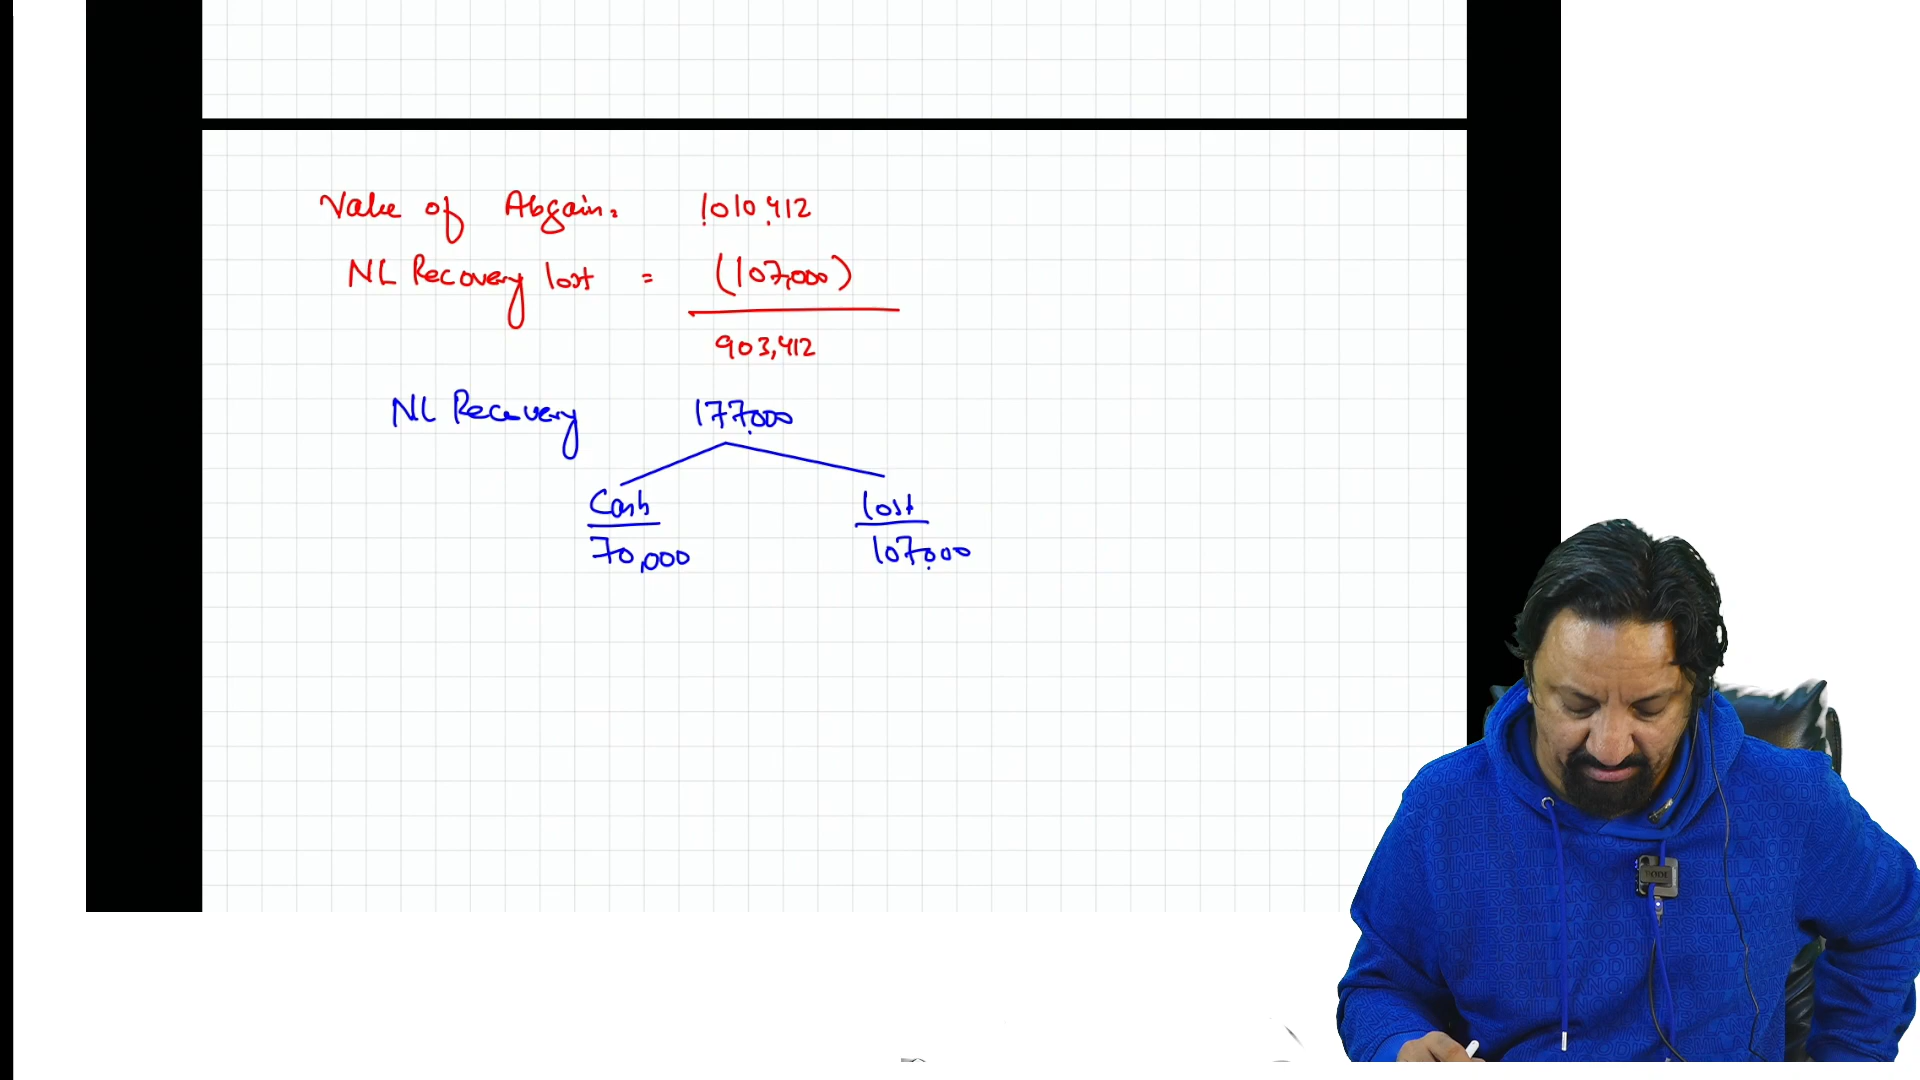 Value of Abgain = 1010,412
NL Recovery lost = (107,000)
903,412
NL Recovery 177,000
Cash lost
70,000 107,000